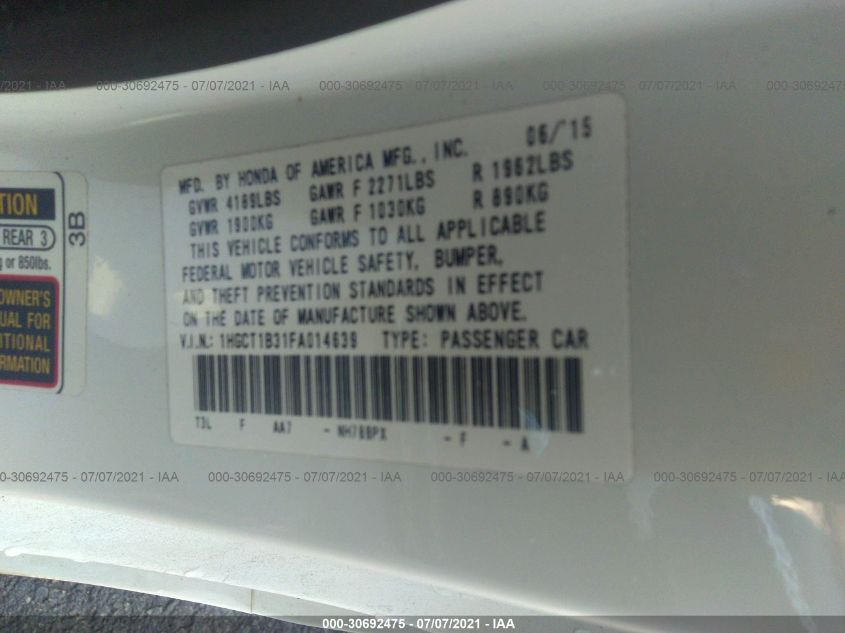 000-30692475 - 07/07/2021 - IAA
06/'15
MFD. BY HONDA OF AMERICA MFG., INC.
GVWR 4189LBS GAWR F 2271LBS R 1962LBS
GVWR 1900KG GAWR F 1030KG R 890KG
THIS VEHICLE CONFORMS TO ALL APPLICABLE
FEDERAL MOTOR VEHICLE SAFETY, BUMPER,
AND THEFT PREVENTION STANDARDS IN EFFECT
ON THE DATE OF MANUFACTURE SHOWN ABOVE.
V.I.N.: 1HGCT1B31FA014639 TYPE: PASSENGER CAR
T3L F AA7 - NH788PX - F - A
TION
REAR 3
3B
g or 850lbs.
OWNER'S
UAL FOR
ITIONAL
RMATION
000-30692475 - 07/07/2021 - IAA
000-30692475 - 07/07/2021 - IAA